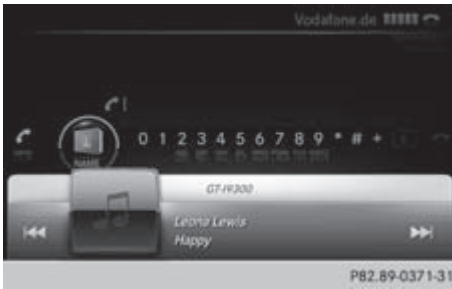 Vodafone.de
NAME
0 1 2 3 4 5 6 7 8 9 * # +
GT-I9300
Leona Lewis
Happy
P82.89-0371-31